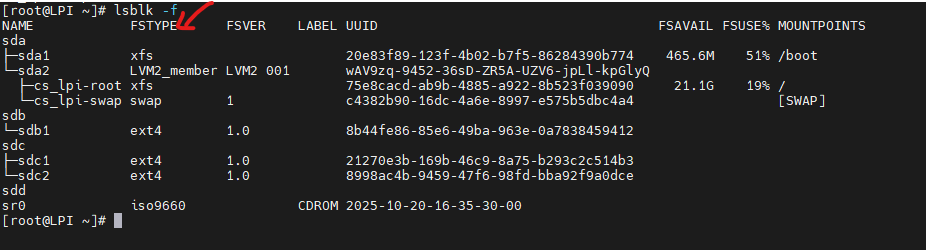 [root@LPI ~]# lsblk -f
NAME            FSTYPE      FSVER    LABEL UUID                                   FSAVAIL FSUSE% MOUNTPOINTS
sda
├─sda1          xfs                        20e83f89-123f-4b02-b7f5-86284390b774    465.6M    51% /boot
└─sda2          LVM2_member LVM2 001       wAV9zq-9452-36sD-ZR5A-UZV6-jpLl-kpGlyQ
  ├─cs_lpi-root xfs                        75e8cacd-ab9b-4885-a922-8b523f039090     21.1G    19% /
  └─cs_lpi-swap swap        1              c4382b90-16dc-4a6e-8997-e575b5dbc4a4                  [SWAP]
sdb
└─sdb1          ext4        1.0            8b44fe86-85e6-49ba-963e-0a7838459412
sdc
├─sdc1          ext4        1.0            21270e3b-169b-46c9-8a75-b293c2c514b3
└─sdc2          ext4        1.0            8998ac4b-9459-47f6-98fd-bba92f9a0dce
sdd
sr0             iso9660              CDROM 2025-10-20-16-35-30-00
[root@LPI ~]#